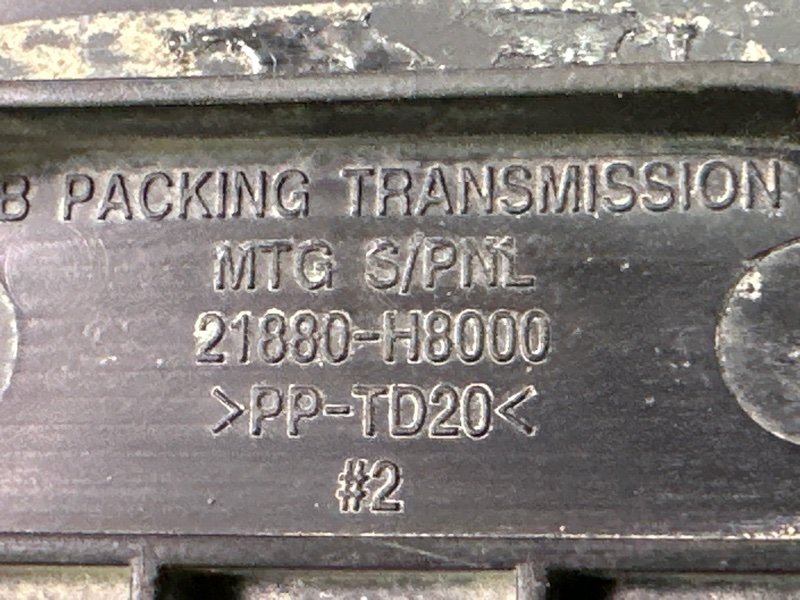 B PACKING TRANSMISSION
MTG S/PNL
21880-H8000
>PP-TD20<
#2